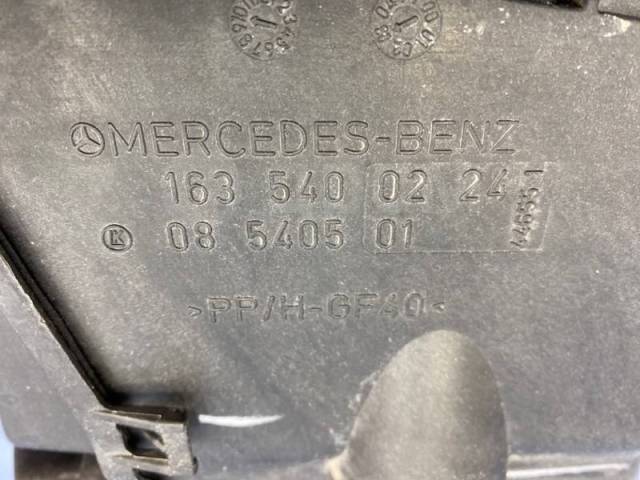 MERCEDES-BENZ
163 540 02 24
K 08 5405 01
>PP/H-GF40<